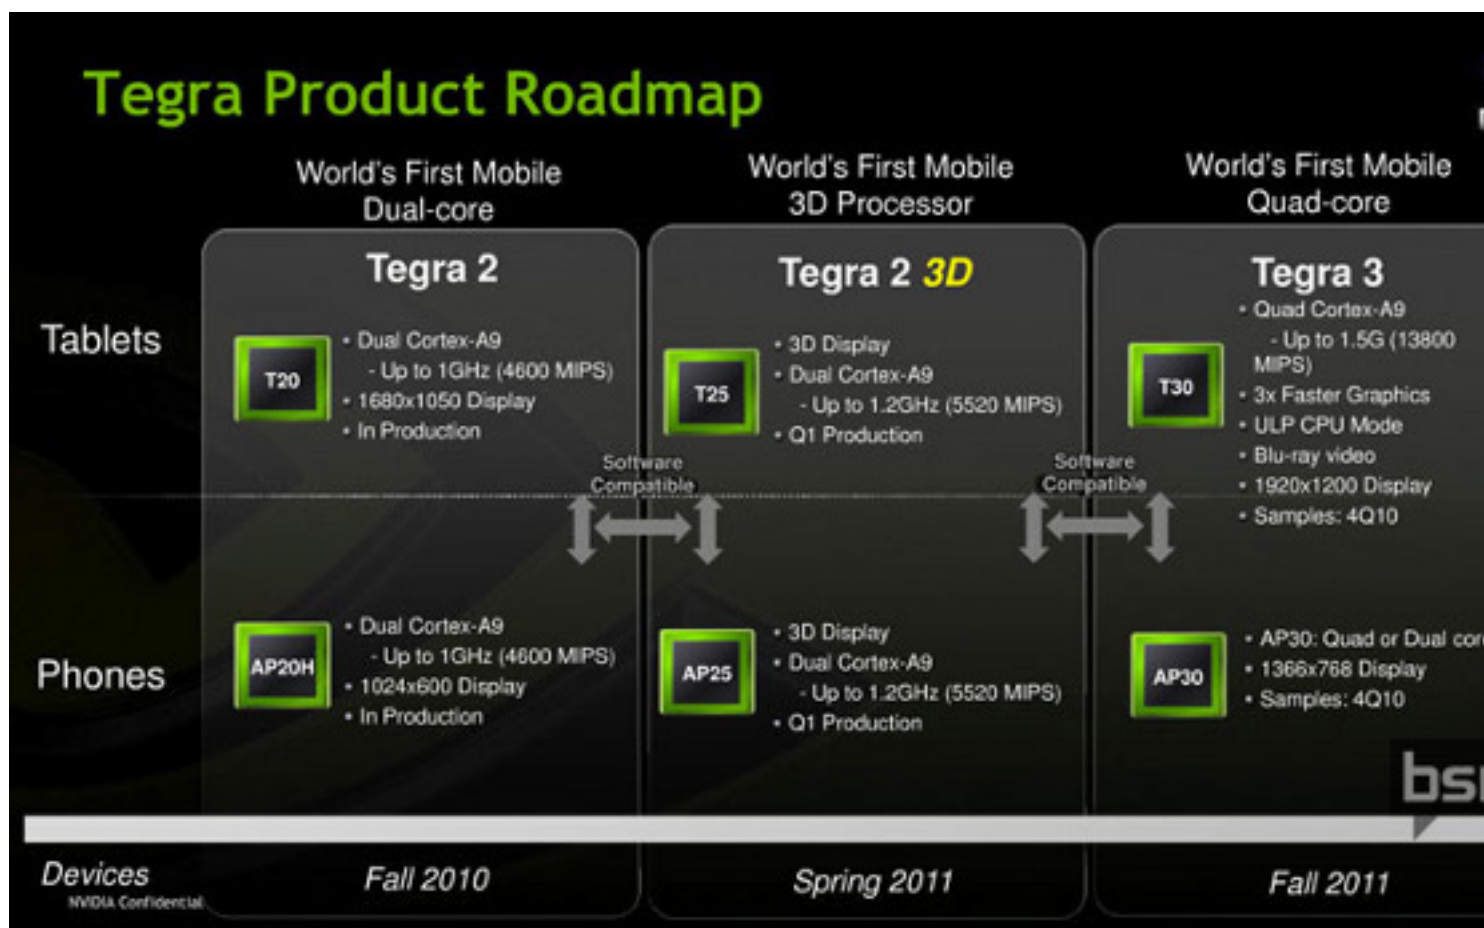 Tegra Product Roadmap
World's First Mobile
Dual-core
World's First Mobile
3D Processor
World's First Mobile
Quad-core
Tegra 2
Tegra 2 3D
Tegra 3
Tablets
T20
• Dual Cortex-A9
- Up to 1GHz (4600 MIPS)
• 1680x1050 Display
• In Production
T25
• 3D Display
• Dual Cortex-A9
- Up to 1.2GHz (5520 MIPS)
• Q1 Production
T30
• Quad Cortex-A9
- Up to 1.5G (13800
MIPS)
• 3x Faster Graphics
• ULP CPU Mode
• Blu-ray video
• 1920x1200 Display
• Samples: 4Q10
Software
Compatible
Software
Compatible
Phones
AP20H
• Dual Cortex-A9
- Up to 1GHz (4600 MIPS)
• 1024x600 Display
• In Production
AP25
• 3D Display
• Dual Cortex-A9
- Up to 1.2GHz (5520 MIPS)
• Q1 Production
AP30
• AP30: Quad or Dual
• 1366x768 Display
• Samples: 4Q10
Devices
NVIDIA Confidential
Fall 2010
Spring 2011
Fall 2011